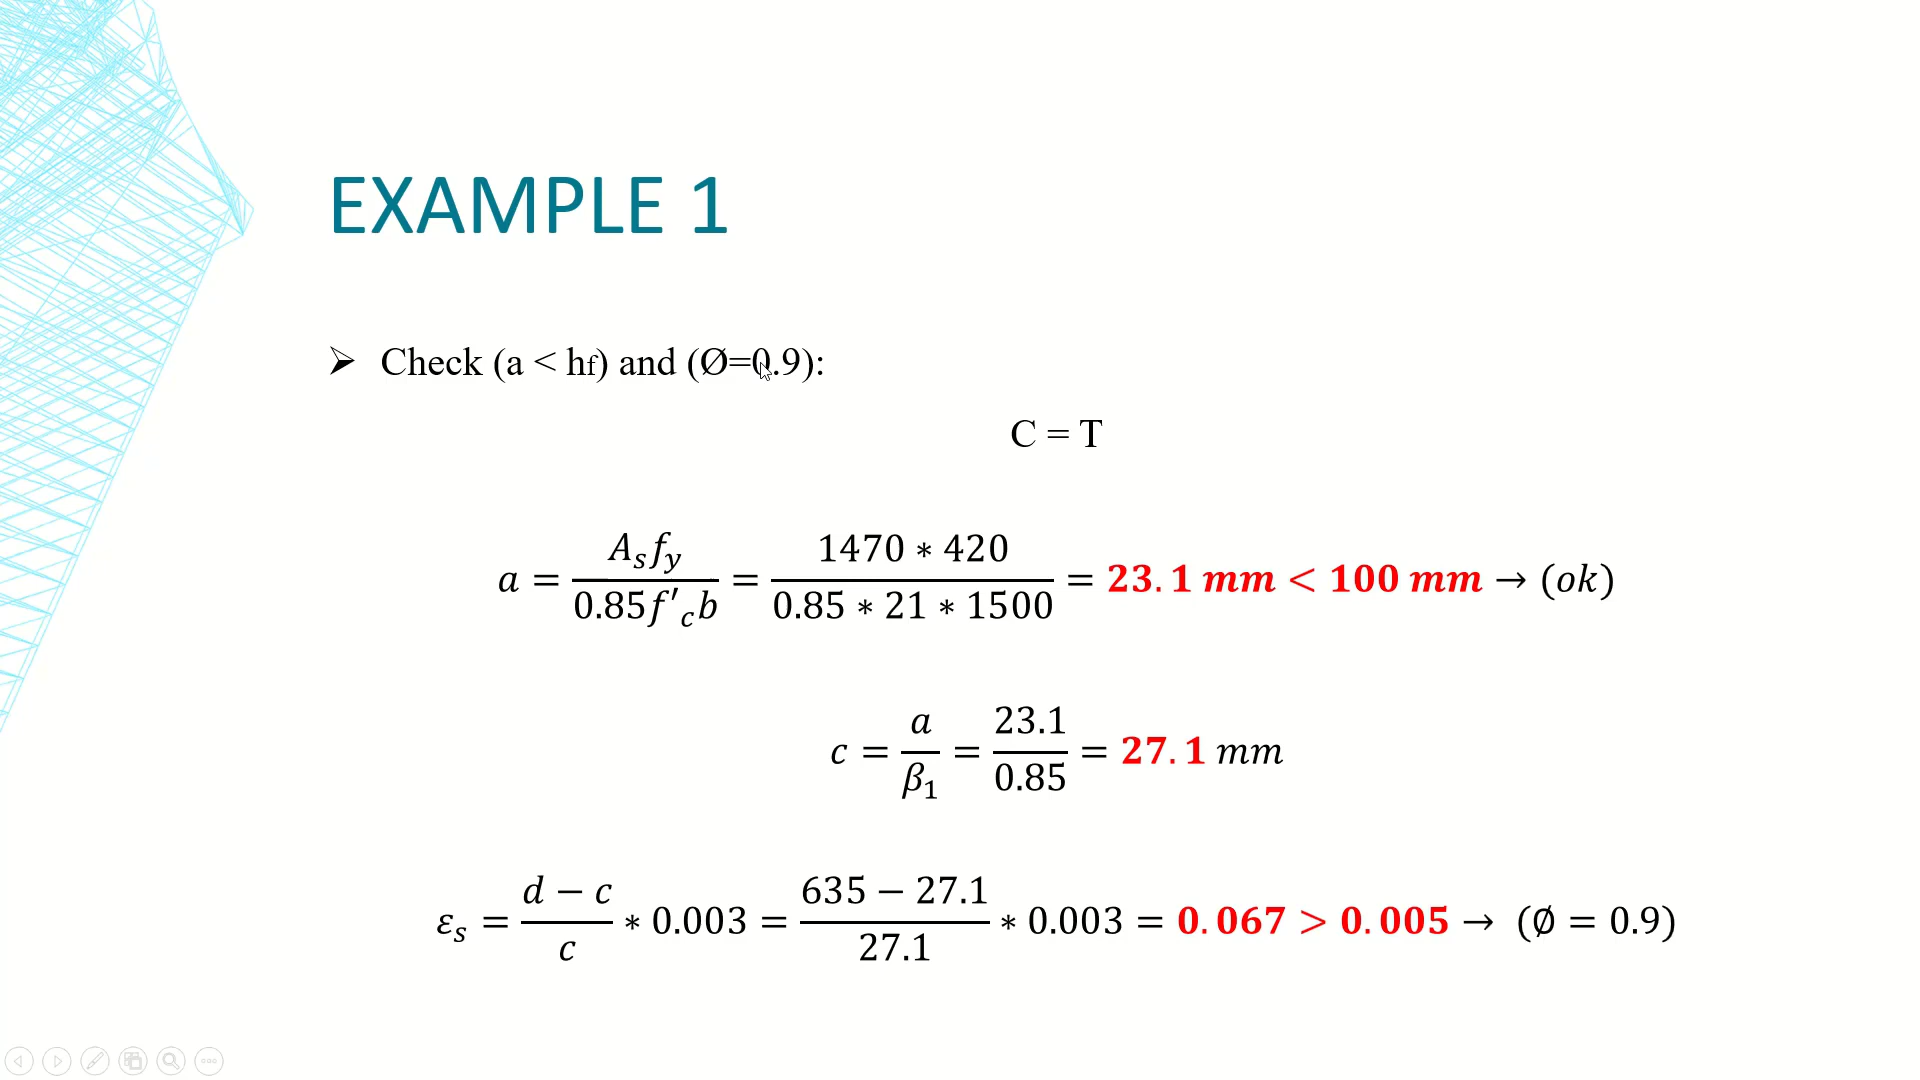 EXAMPLE 1
➢ Check (a < hf) and (Ø=0.9):
C = T
𝑎 = 𝐴ₛ𝑓ᵧ / 0.85𝑓′𝑐𝑏 = 1470 ∗ 420 / 0.85 ∗ 21 ∗ 1500 = 23.1 mm < 100 mm → (ok)
c = a / β₁ = 23.1 / 0.85 = 27.1 mm
εₛ = d − c / c ∗ 0.003 = 635 − 27.1 / 27.1 ∗ 0.003 = 0.067 > 0.005 → (∅ = 0.9)